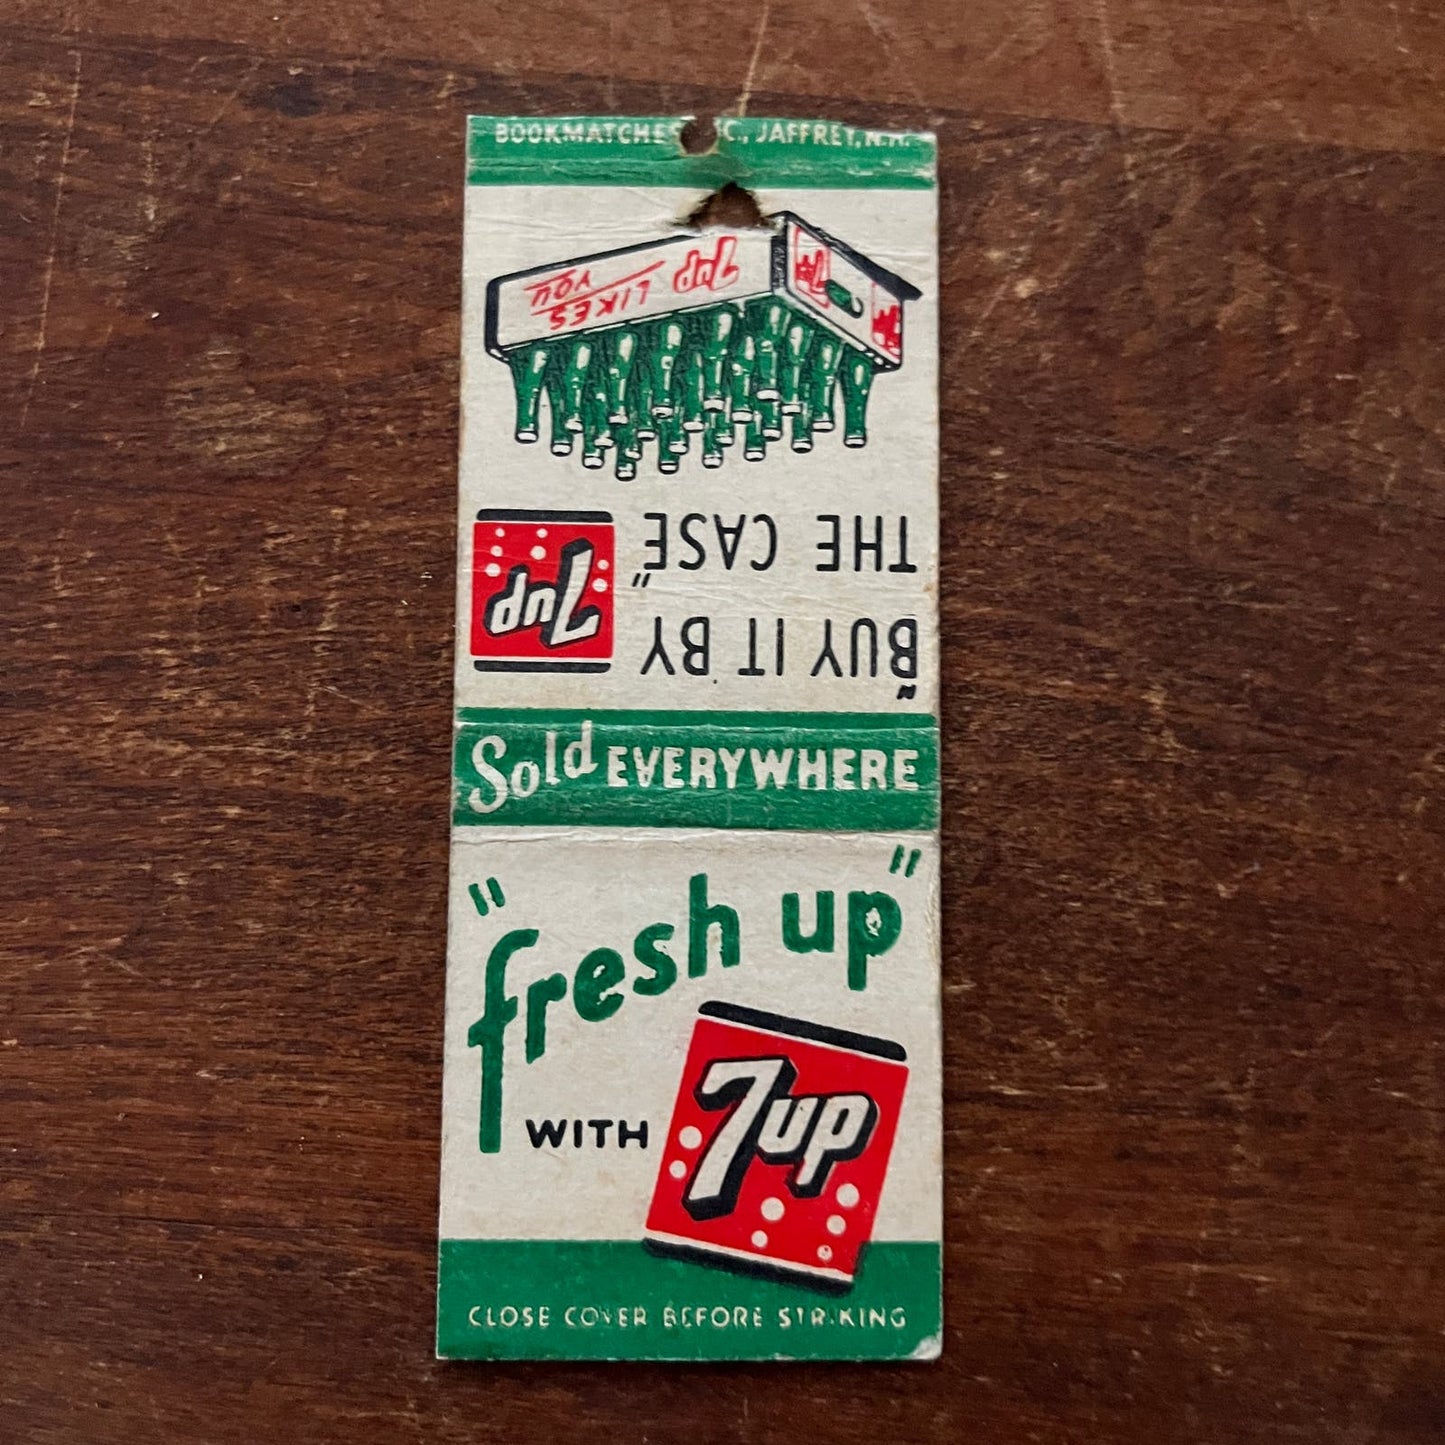 BOOKMATCHES C., JAFFREY, N.H.
7up LIKES YOU
7up
"BUY IT BY
THE CASE"
7up
Sold EVERYWHERE
"fresh up"
WITH 7up
CLOSE COVER BEFORE STRIKING